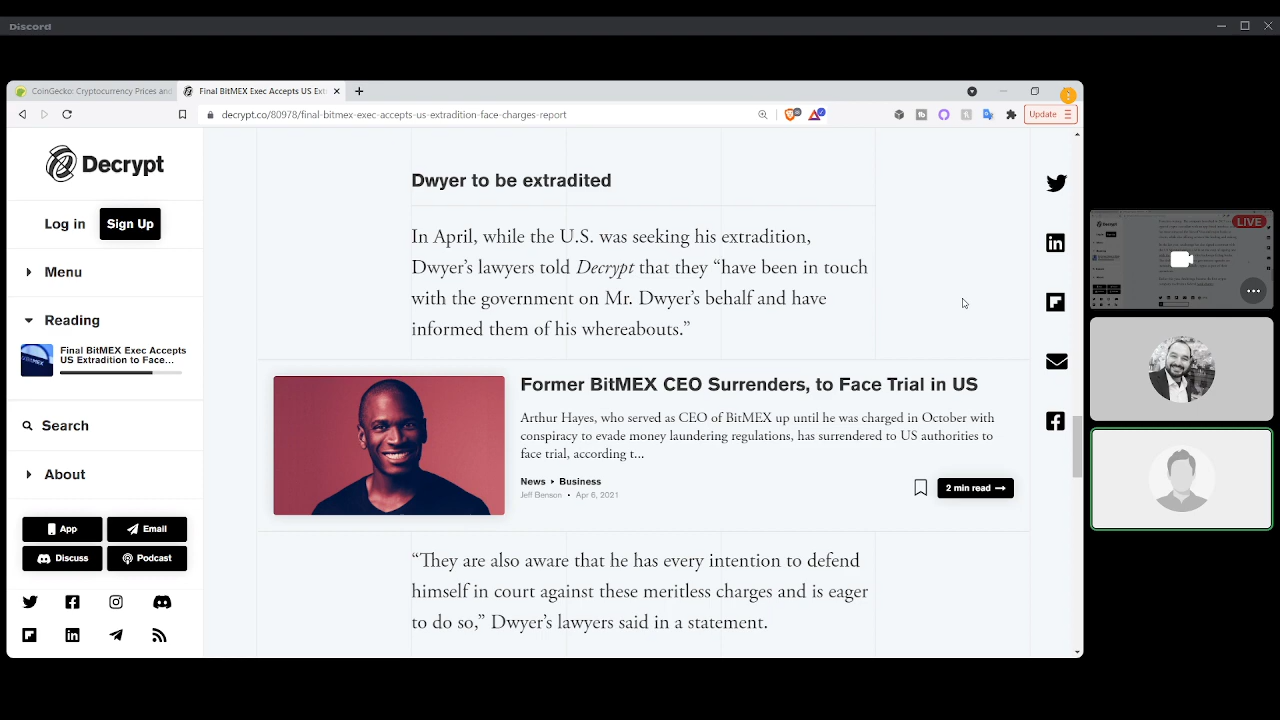 Discord
CoinGecko: Cryptocurrency Prices and
Final BitMEX Exec Accepts US Ext
decrypt.co/80978/final-bitmex-exec-accepts-us-extradition-face-charges-report
Update
Decrypt
Log in
Sign Up
Menu
Reading
Final BitMEX Exec Accepts
US Extradition to Face...
Search
About
App
Email
Discuss
Podcast
Dwyer to be extradited
In April, while the U.S. was seeking his extradition,
Dwyer’s lawyers told Decrypt that they “have been in touch
with the government on Mr. Dwyer’s behalf and have
informed them of his whereabouts.”
Former BitMEX CEO Surrenders, to Face Trial in US
Arthur Hayes, who served as CEO of BitMEX up until he was charged in October with
conspiracy to evade money laundering regulations, has surrendered to US authorities to
face trial, according t...
News ▸ Business
Jeff Benson • Apr 6, 2021
2 min read →
“They are also aware that he has every intention to defend
himself in court against these meritless charges and is eager
to do so,” Dwyer’s lawyers said in a statement.
LIVE